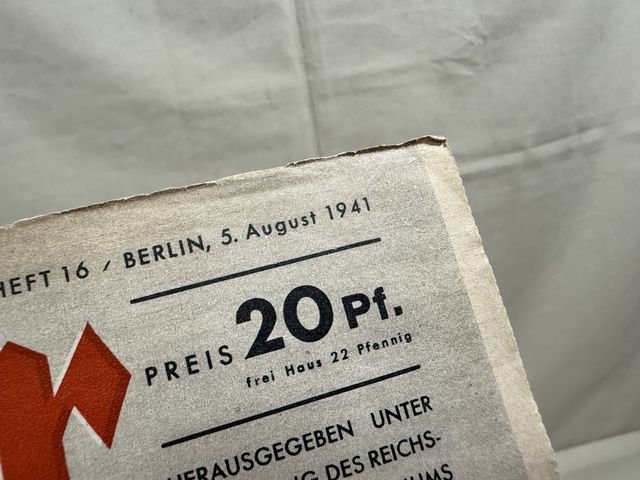 HEFT 16 / BERLIN, 5. August 1941
PREIS 20 Pf.
frei Haus 22 Pfennig
r
HERAUSGEGEBEN UNTER
DES REICHS-